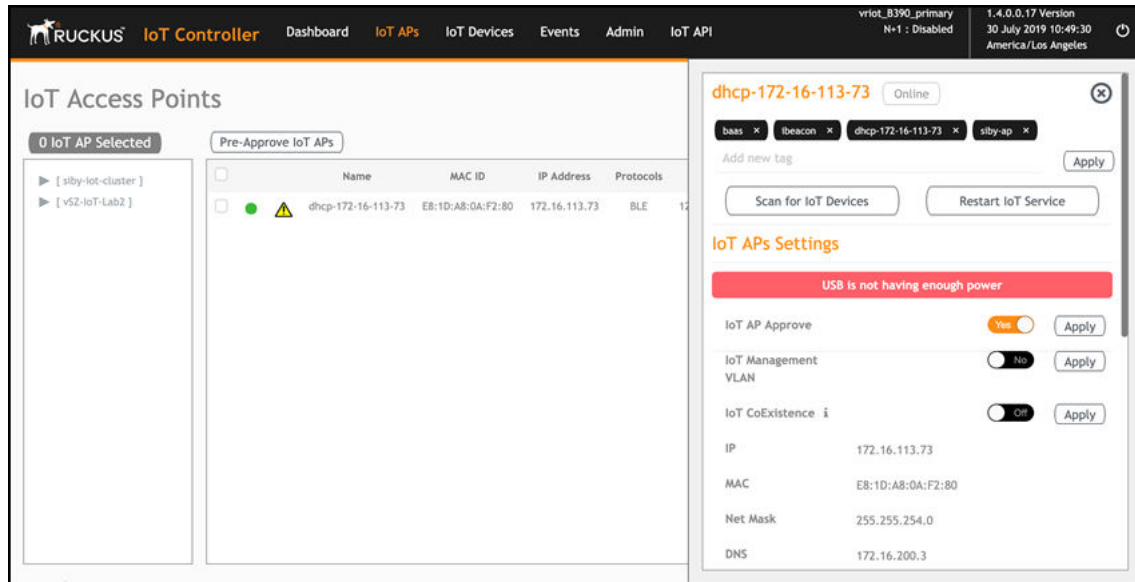 RUCKUS® IoT Controller Dashboard IoT APs IoT Devices Events Admin IoT API
vriot_B390_primary
N+1 : Disabled
1.4.0.0.17 Version
30 July 2019 10:49:30
America/Los Angeles
IoT Access Points
0 IoT AP Selected
Pre-Approve IoT APs
[ siby-iot-cluster ]
[ vSZ-IoT-Lab2 ]
Name MAC ID IP Address Protocols
dhcp-172-16-113-73 E8:1D:A8:0A:F2:80 172.16.113.73 BLE 12
dhcp-172-16-113-73 Online
baas × ibeacon × dhcp-172-16-113-73 × siby-ap ×
Add new tag Apply
Scan for IoT Devices Restart IoT Service
IoT APs Settings
USB is not having enough power
IoT AP Approve Yes Apply
IoT Management
VLAN No Apply
IoT CoExistence i Off Apply
IP 172.16.113.73
MAC E8:1D:A8:0A:F2:80
Net Mask 255.255.254.0
DNS 172.16.200.3